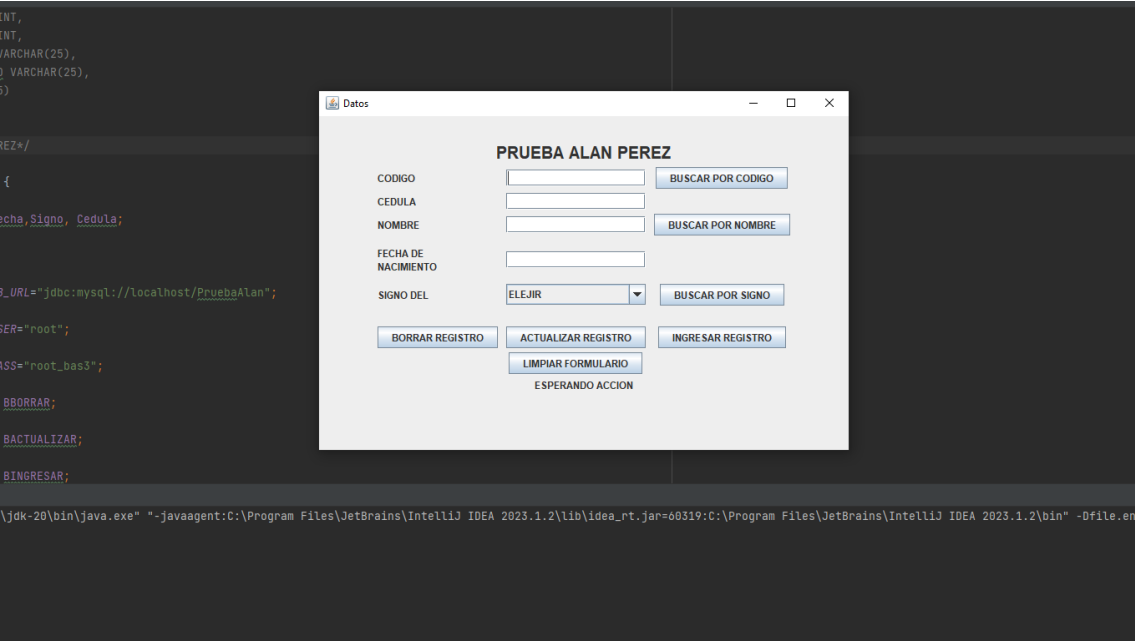 INT,
INT,
VARCHAR(25),
O VARCHAR(25),
5)
REZ*/
{
echa,Signo, Cedula;
B_URL="jdbc:mysql://localhost/PruebaAlan";
SER="root";
ASS="root_bas3";
BBORRAR;
BACTUALIZAR;
BINGRESAR;
Datos
PRUEBA ALAN PEREZ
CODIGO
BUSCAR POR CODIGO
CEDULA
NOMBRE
BUSCAR POR NOMBRE
FECHA DE
NACIMIENTO
SIGNO DEL
ELEJIR
BUSCAR POR SIGNO
BORRAR REGISTRO
ACTUALIZAR REGISTRO
INGRESAR REGISTRO
LIMPIAR FORMULARIO
ESPERANDO ACCION
\jdk-20\bin\java.exe" "-javaagent:C:\Program Files\JetBrains\IntelliJ IDEA 2023.1.2\lib\idea_rt.jar=60319:C:\Program Files\JetBrains\IntelliJ IDEA 2023.1.2\bin" -Dfile.en